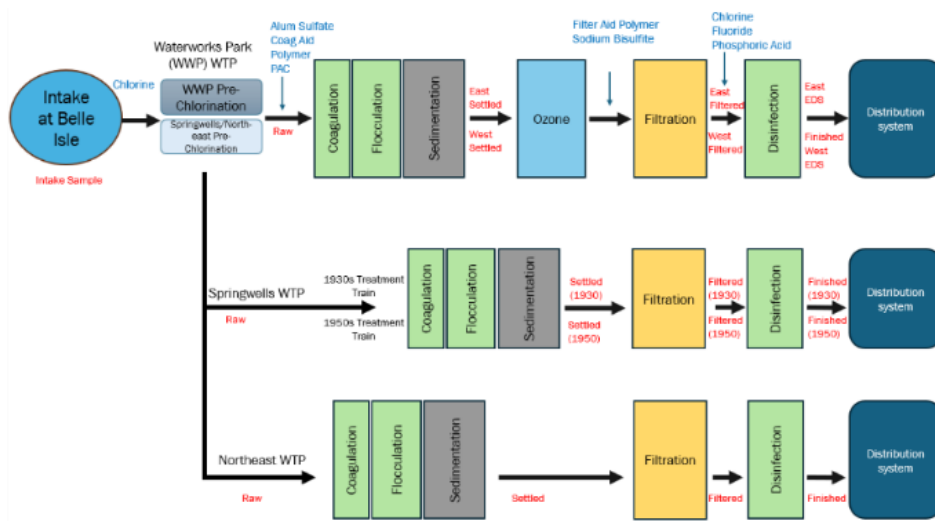 Intake
at Belle
Isle
Intake Sample
Chlorine
Waterworks Park
(WWP) WTP
WWP Pre-
Chlorination
Springwells/North-
east Pre-
Chlorination
Alum Sulfate
Coag Aid
Polymer
PAC
Raw
Coagulation
Flocculation
Sedimentation
East
Settled
West
Settled
Ozone
Filter Aid Polymer
Sodium Bisulfite
Filtration
Chlorine
Fluoride
Phosphoric Acid
East
Filtered
West
Filtered
Disinfection
East
EDS
Finished
West
EDS
Distribution
system
Springwells WTP
Raw
1930s Treatment
Train
1950s Treatment
Train
Coagulation
Flocculation
Sedimentation
Settled
(1930)
Settled
(1950)
Filtration
Filtered
(1930)
Filtered
(1950)
Disinfection
Finished
(1930)
Finished
(1950)
Distribution
system
Northeast WTP
Raw
Coagulation
Flocculation
Sedimentation
Settled
Filtration
Filtered
Disinfection
Finished
Distribution
system